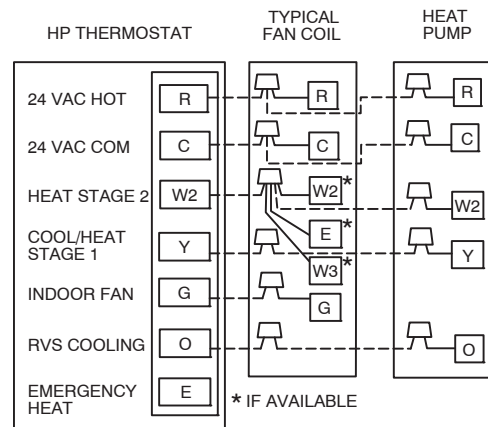 HP THERMOSTAT
TYPICAL
FAN COIL
HEAT
PUMP
24 VAC HOT
R
R
R
24 VAC COM
C
C
C
HEAT STAGE 2
W2
W2*
W2
E*
COOL/HEAT
STAGE 1
Y
W3*
Y
INDOOR FAN
G
G
RVS COOLING
O
O
EMERGENCY
HEAT
E
* IF AVAILABLE